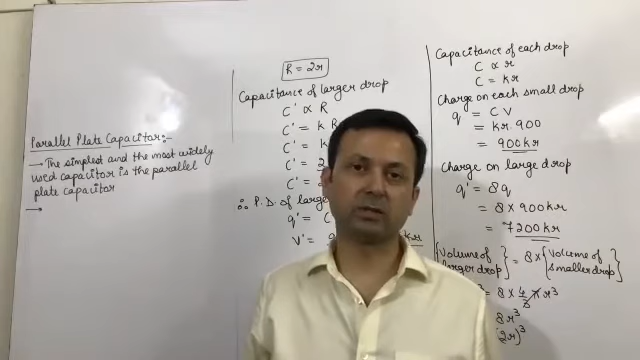 Parallel Plate Capacitor:-
→ The simplest and the most widely
used capacitor is the parallel
plate capacitor
→
R = 2r
Capacitance of larger drop
C' ∝ R
C' = k
C' = k
C' = 2
C' =
∴ P.D. of large
q' = C
V' =
kr
Capacitance of each drop
C ∝ r
C = kr
Charge on each small drop
q = CV
= kr.900
= 900kr
Charge on large drop
q' = 8q
= 8 × 900kr
= 7200kr
{Volume of larger drop} = 8 × {Volume of smaller drop}
³ = 8 × 4/3 π r³
8r³
(2r)³